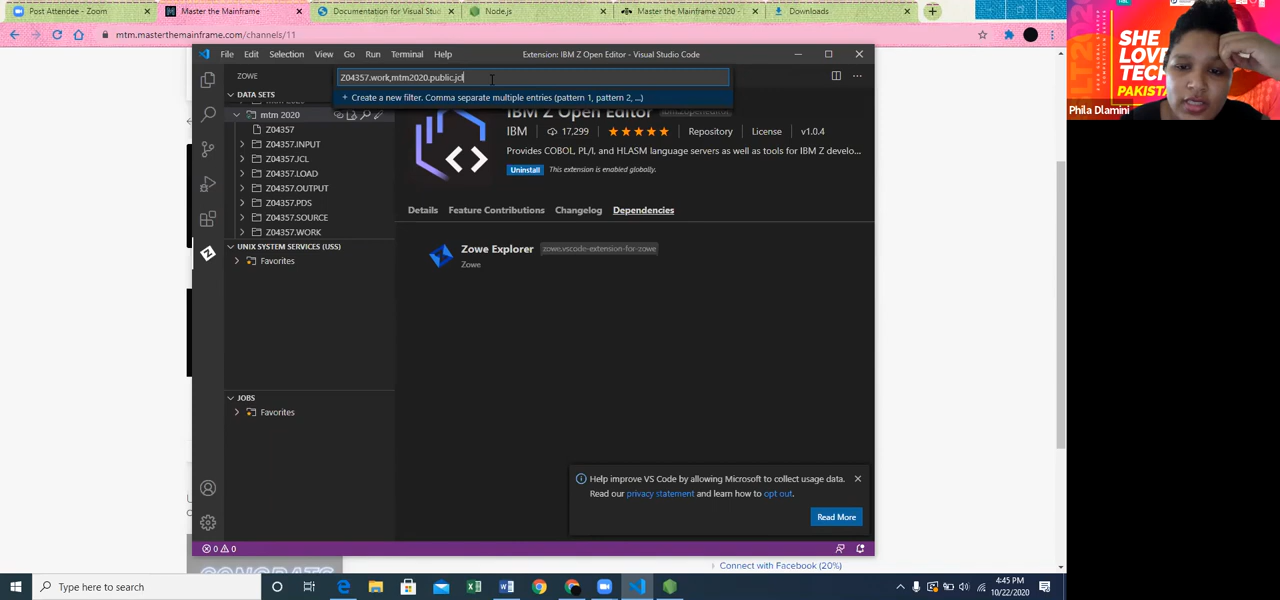 Post Attendee - Zoom
Master the Mainframe
Documentation for Visual Studi
Node.js
Master the Mainframe 2020 -
Downloads
mtm.masterthemainframe.com/channels/11
File Edit Selection View Go Run Terminal Help
Extension: IBM Z Open Editor - Visual Studio Code
ZOWE
Z04357.work,mtm2020.public.jcl
+ Create a new filter. Comma separate multiple entries (pattern 1, pattern 2, ...)
DATA SETS
mtm 2020
Z04357
Z04357.INPUT
Z04357.JCL
Z04357.LOAD
Z04357.OUTPUT
Z04357.PDS
Z04357.SOURCE
Z04357.WORK
UNIX SYSTEM SERVICES (USS)
Favorites
JOBS
Favorites
IBM Z Open Editor
IBM 17,299 Repository License v1.0.4
Provides COBOL, PL/I, and HLASM language servers as well as tools for IBM Z develo...
Uninstall This extension is enabled globally.
Details Feature Contributions Changelog Dependencies
Zowe Explorer zowe.vscode-extension-for-zowe
Zowe
Help improve VS Code by allowing Microsoft to collect usage data.
Read our privacy statement and learn how to opt out.
Read More
0 0
CONGRATS
Connect with Facebook (20%)
Type here to search
4:45 PM
10/22/2020
SHE
LOVE
TECH
PAKISTAN
Phila Dlamini